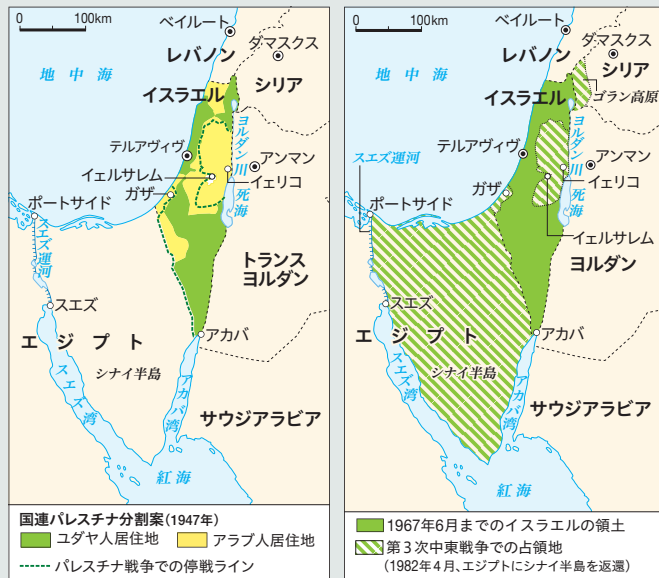 0
100km
ベイルート
ダマスクス
レバノン
地中海
シリア
イスラエル
ヨルダン川
テルアヴィヴ
アンマン
イェルサレム
イェリコ
ガザ
死海
ポートサイド
スエズ運河
トランス
ヨルダン
スエズ
エジプト
アカバ
シナイ半島
スエズ湾
アカバ湾
サウジアラビア
紅海
国連パレスチナ分割案(1947年)
ユダヤ人居住地
アラブ人居住地
パレスチナ戦争での停戦ライン
0
100km
ベイルート
ダマスクス
レバノン
地中海
シリア
イスラエル
ゴラン高原
ヨルダン川
テルアヴィヴ
アンマン
スエズ運河
ガザ
イェリコ
死海
ポートサイド
イェルサレム
ヨルダン
スエズ
エジプト
アカバ
シナイ半島
スエズ湾
アカバ湾
サウジアラビア
紅海
1967年6月までのイスラエルの領土
第3次中東戦争での占領地
(1982年4月、エジプトにシナイ半島を返還)